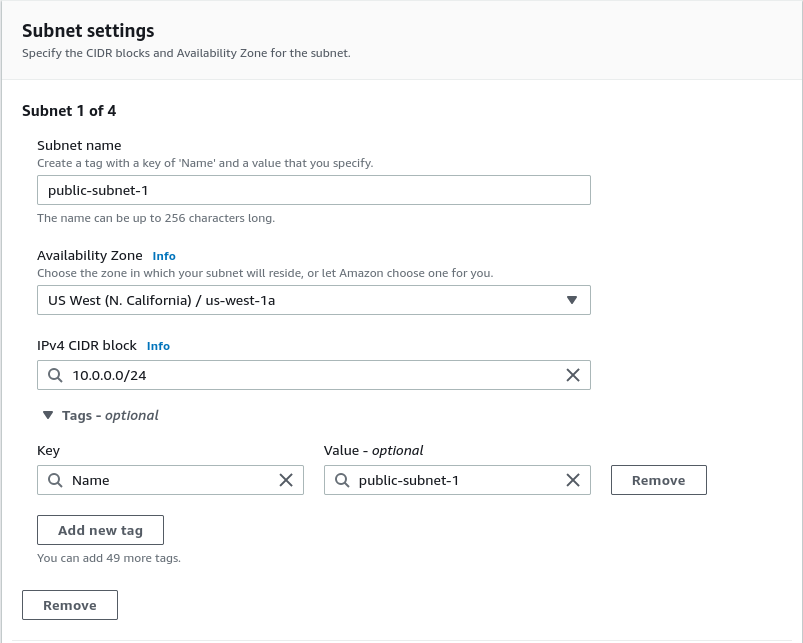 Subnet settings
Specify the CIDR blocks and Availability Zone for the subnet.
Subnet 1 of 4
Subnet name
Create a tag with a key of 'Name' and a value that you specify.
public-subnet-1
The name can be up to 256 characters long.
Availability Zone Info
Choose the zone in which your subnet will reside, or let Amazon choose one for you.
US West (N. California) / us-west-1a
IPv4 CIDR block Info
10.0.0.0/24
Tags - optional
Key Value - optional
Name public-subnet-1 Remove
Add new tag
You can add 49 more tags.
Remove